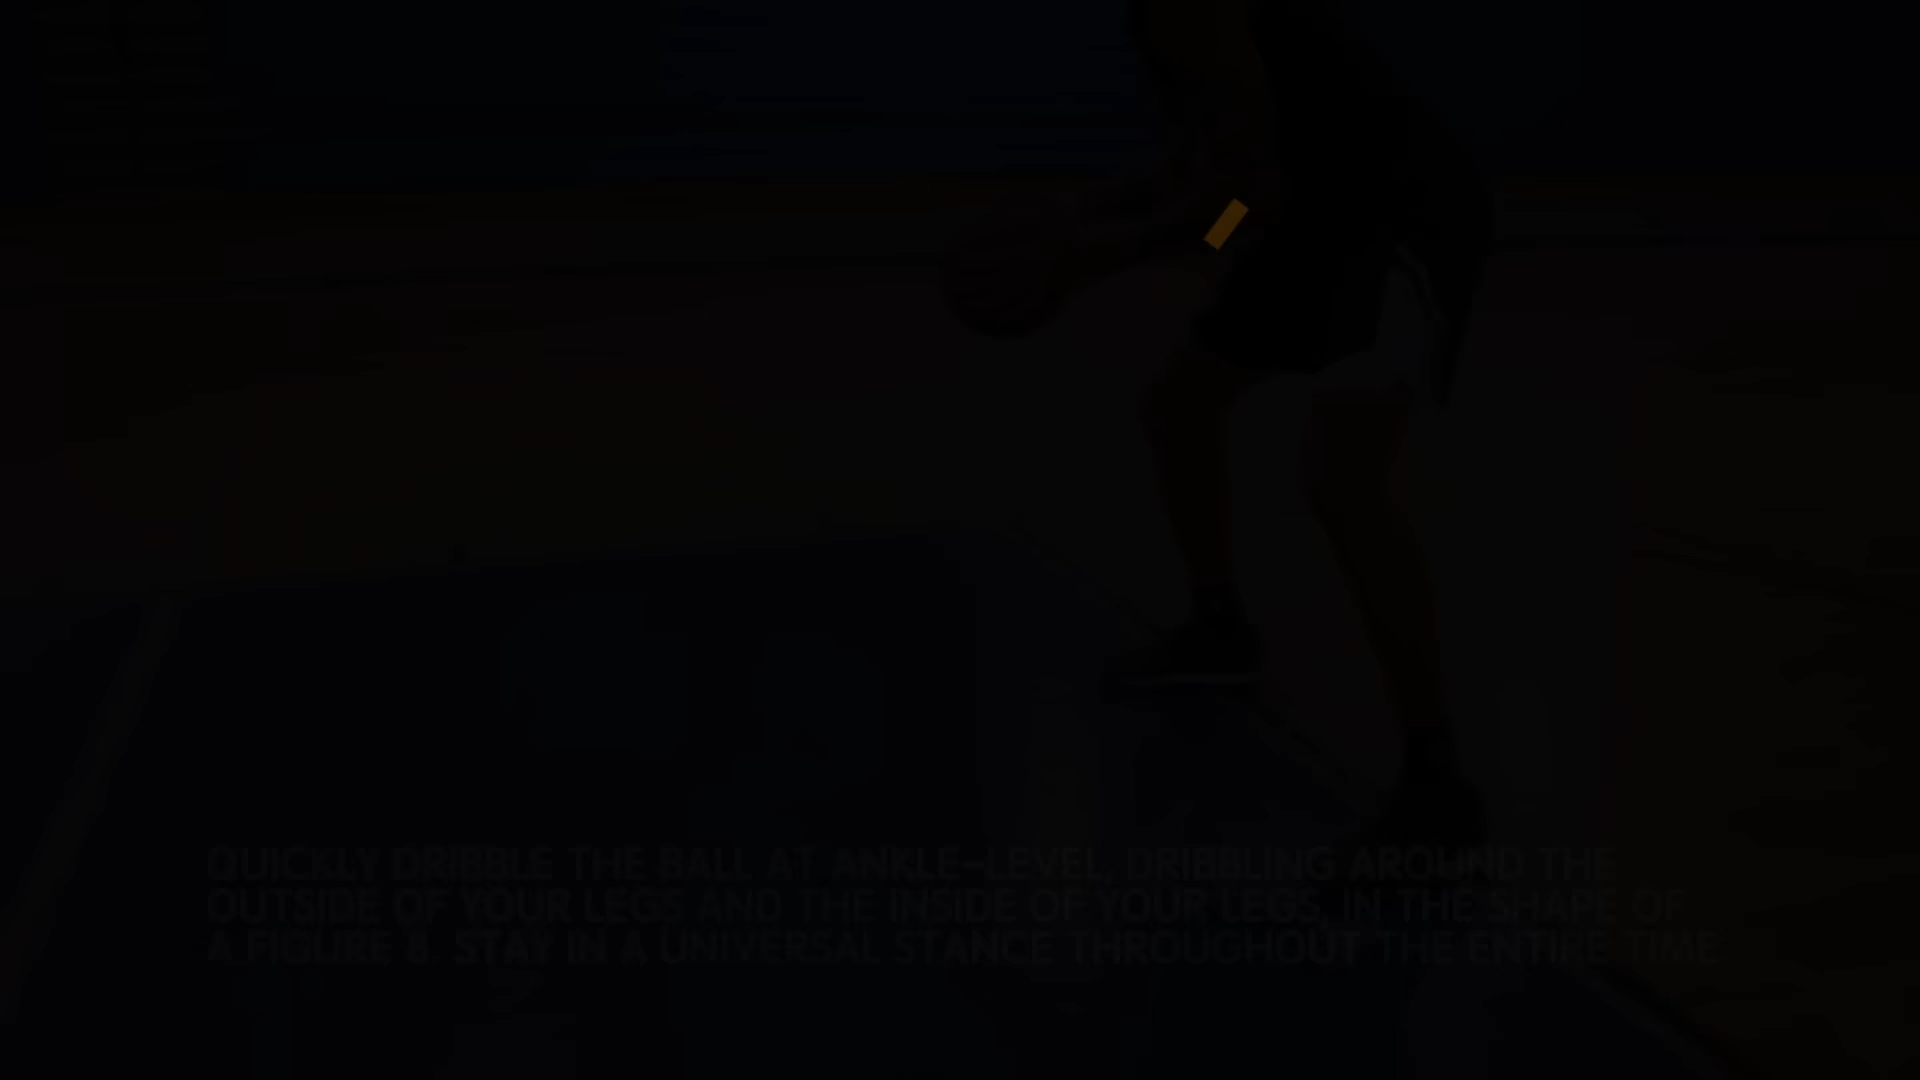 QUICKLY DRIBBLE THE BALL AT ANKLE-LEVEL, DRIBBLING AROUND THE
OUTSIDE OF YOUR LEGS AND THE INSIDE OF YOUR LEGS, IN THE SHAPE OF
A FIGURE 8. STAY IN A UNIVERSAL STANCE THROUGHOUT THE ENTIRE TIME.